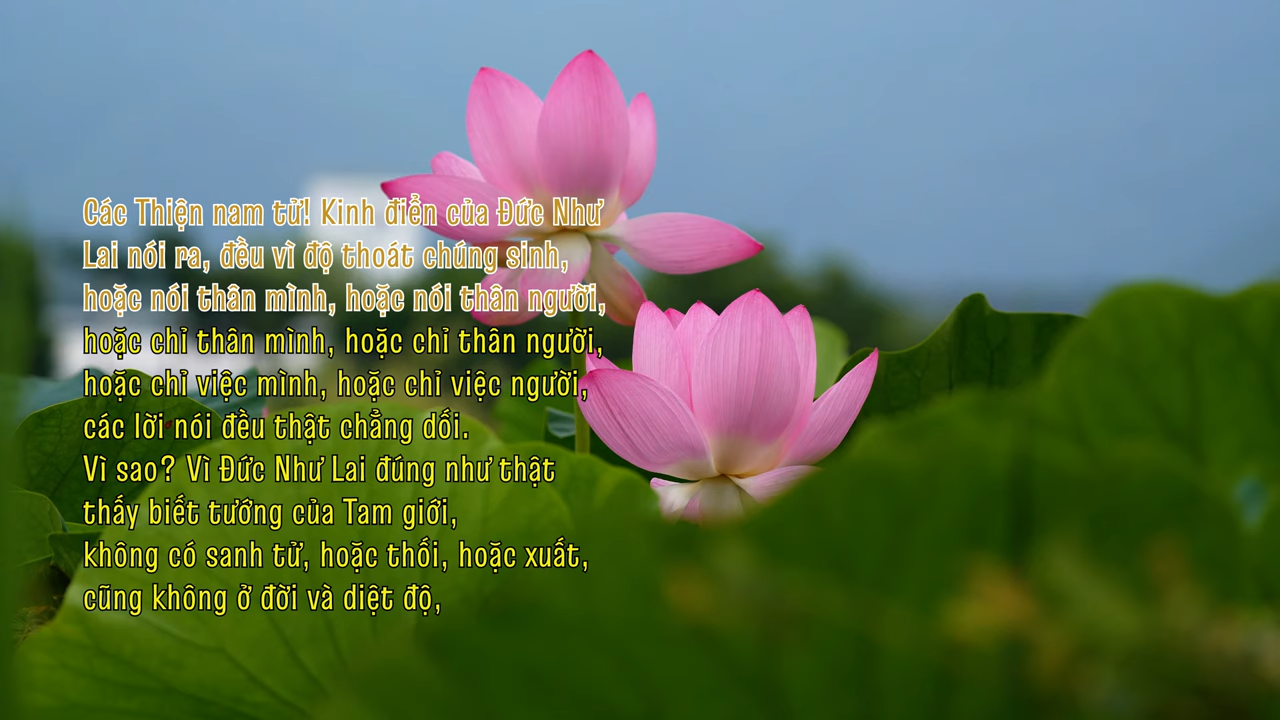 Các Thiện nam tử! Kinh điển của Đức Như
Lai nói ra, đều vì độ thoát chúng sinh,
hoặc nói thân mình, hoặc nói thân người,
hoặc chỉ thân mình, hoặc chỉ thân người,
hoặc chỉ việc mình, hoặc chỉ việc người,
các lời nói đều thật chẳng dối.
Vì sao? Vì Đức Như Lai đúng như thật
thấy biết tướng của Tam giới,
không có sanh tử, hoặc thối, hoặc xuất,
cũng không ở đời và diệt độ,